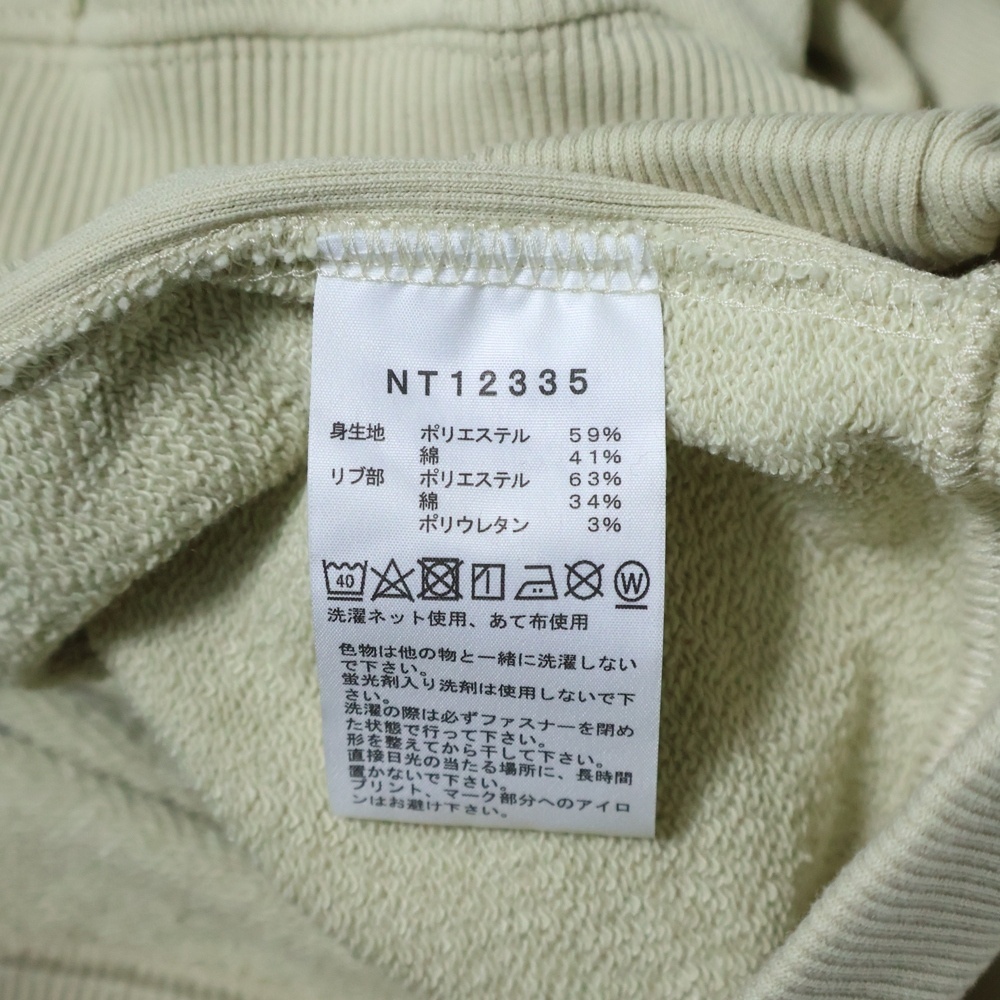 NT12335
身生地 ポリエステル 59%
綿 41%
リブ部 ポリエステル 63%
綿 34%
ポリウレタン 3%
40 W
洗濯ネット使用、あて布使用
色物は他の物と一緒に洗濯しない
で下さい。
蛍光剤入り洗剤は使用しないで下
さい。
洗濯の際は必ずファスナーを閉め
た状態で行って下さい。
形を整えてから干して下さい。
直接日光の当たる場所に、長時間
置かないで下さい。
プリント、マーク部分へのアイロ
ンはお避け下さい。